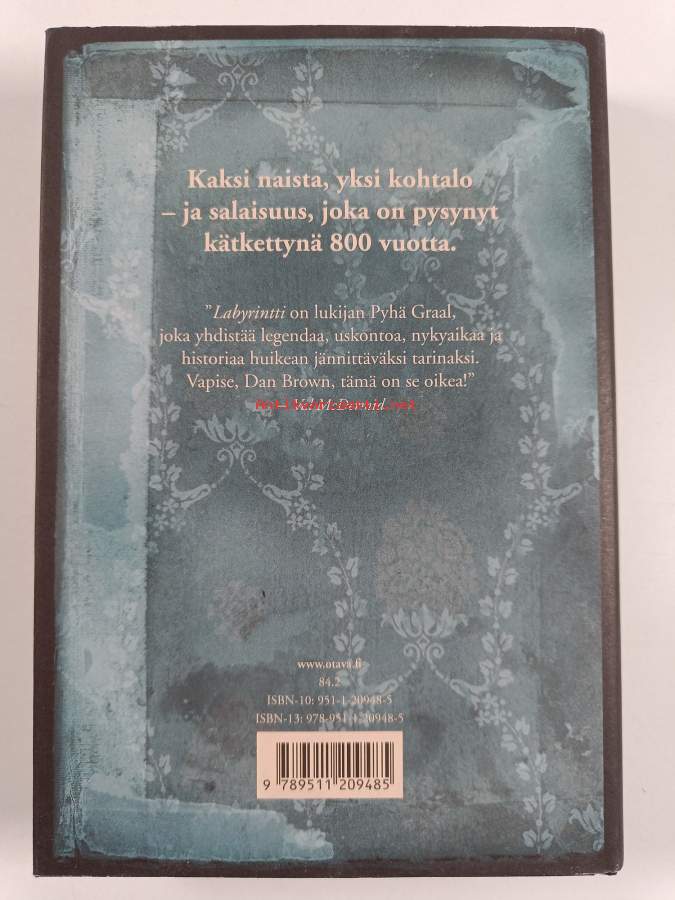 Kaksi naista, yksi kohtalo
– ja salaisuus, joka on pysynyt
kätkettynä 800 vuotta.
”Labyrintti on lukijan Pyhä Graal,
joka yhdistää legendaa, uskontoa, nykyaikaa ja
historiaa huikean jännittäväksi tarinaksi.
Vapise, Dan Brown, tämä on se oikea!”
– Val McDermid
www.otava.fi
84.2
ISBN-10: 951-1-20948-5
ISBN-13: 978-951-1-20948-5
9 789511 209485